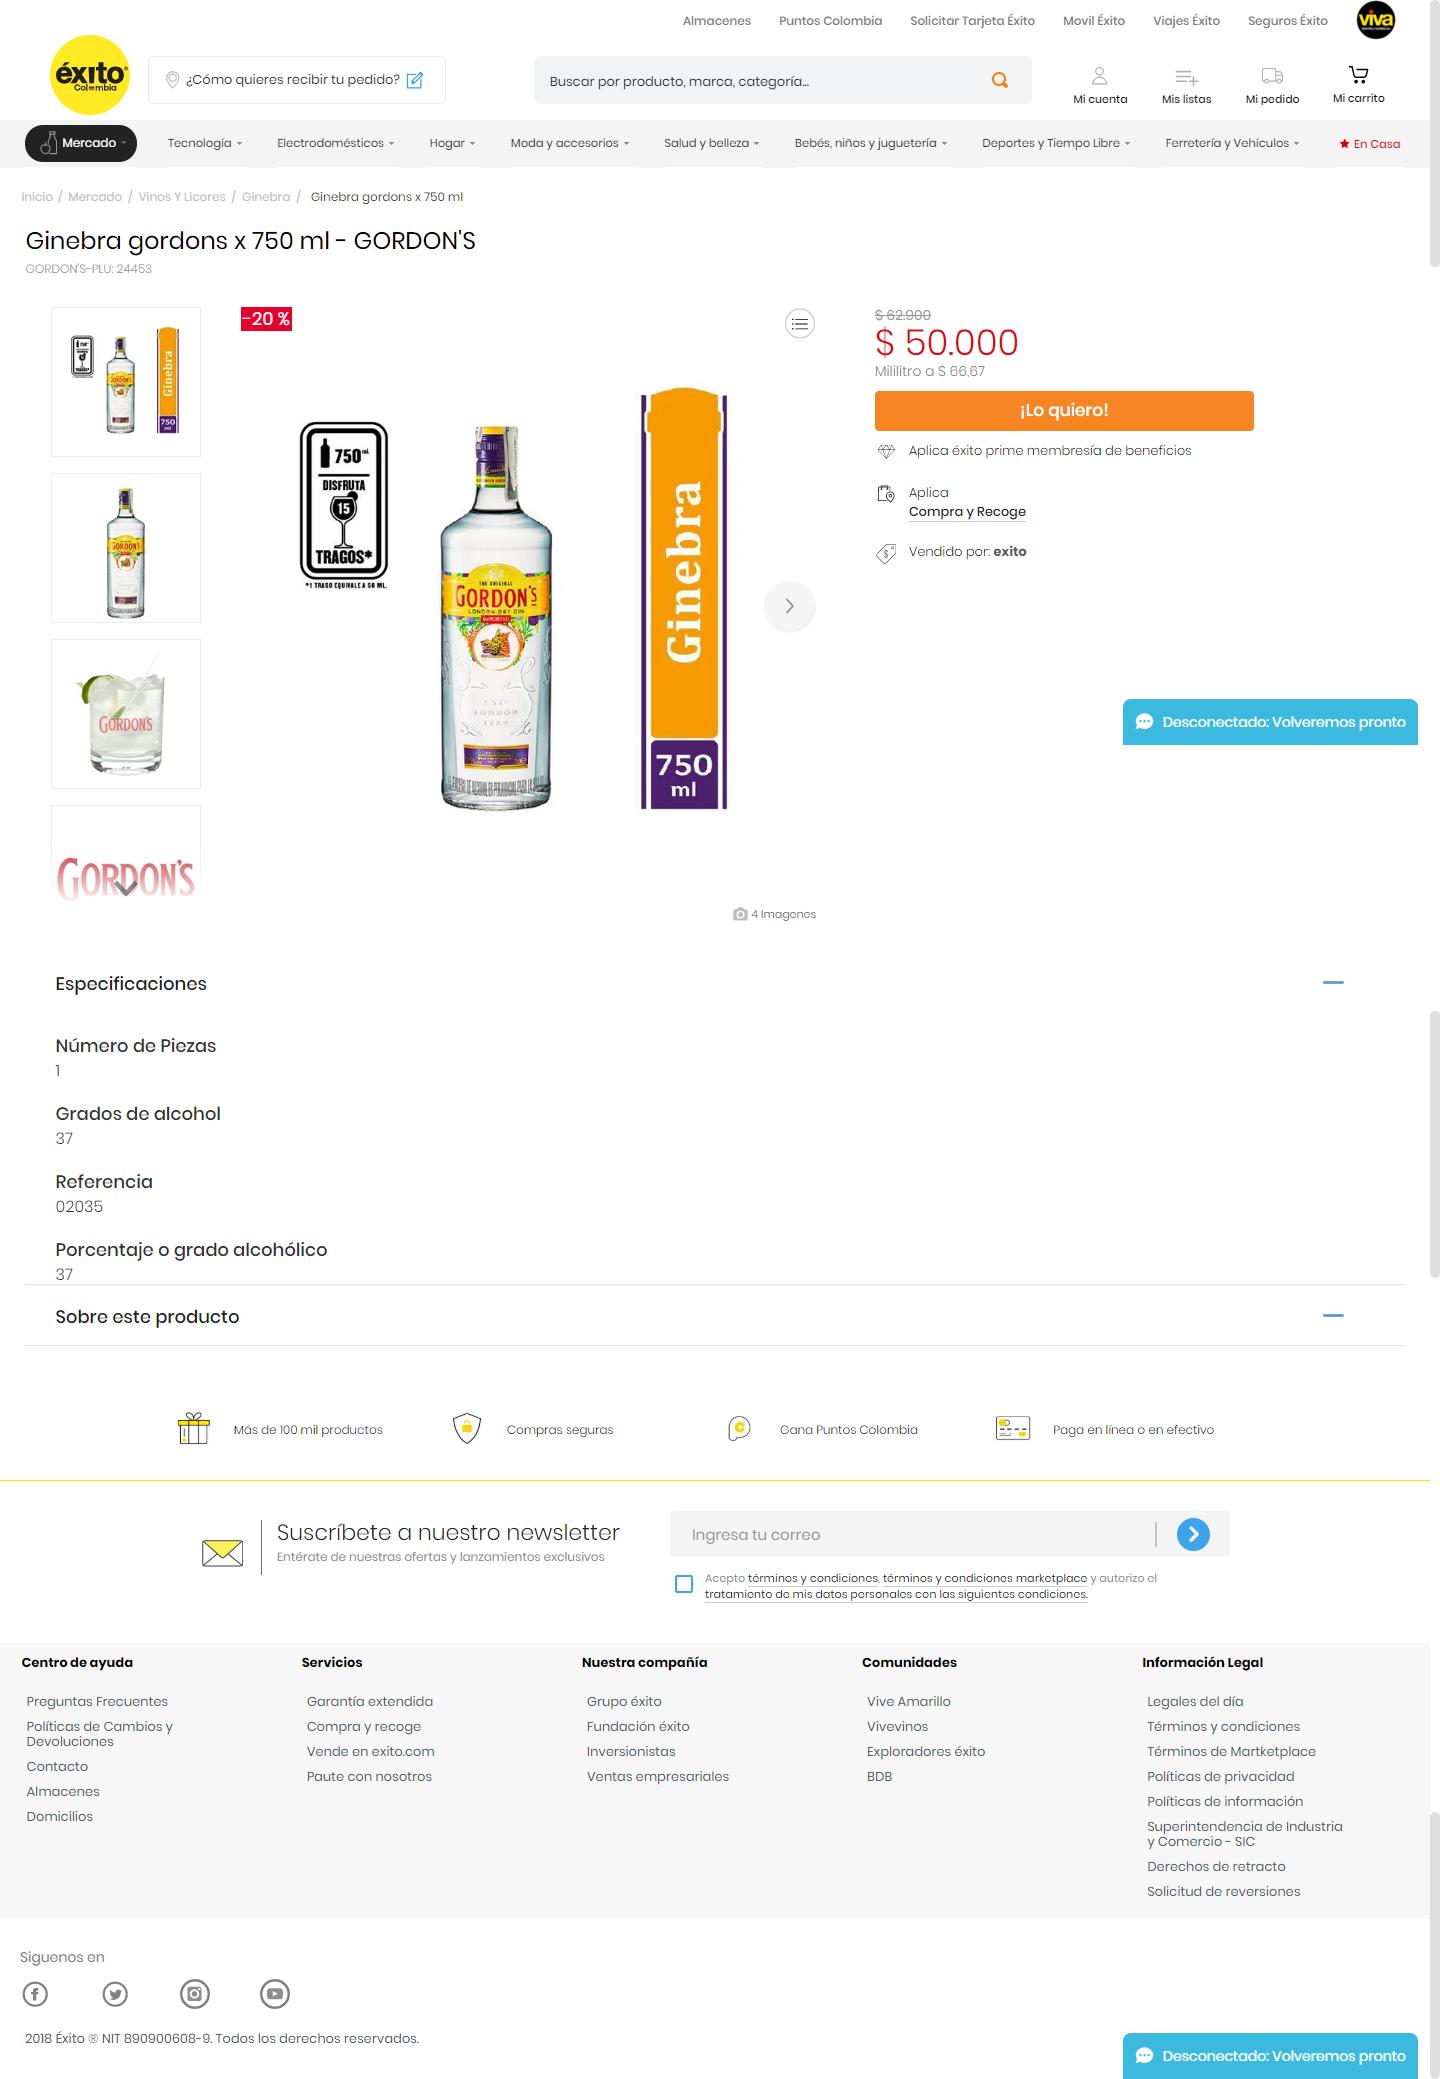 Almacenes Puntos Colombia Solicitar Tarjeta Éxito Movil Éxito Viajes Éxito Seguros Éxito viva
éxito
Colombia
¿Cómo quieres recibir tu pedido?
Buscar por producto, marca, categoría...
Mi cuenta Mis listas Mi pedido Mi carrito
Mercado Tecnología Electrodomésticos Hogar Moda y accesorios Salud y belleza Bebés, niños y juguetería Deportes y Tiempo Libre Ferretería y Vehículos En Casa
Inicio / Mercado / Vinos Y Licores / Ginebra / Ginebra gordons x 750 ml
Ginebra gordons x 750 ml - GORDON'S
GORDON'S-PLU: 24453
-20 %
750 ml
DISFRUTA
15
TRAGOS*
*1 TRAGO EQUIVALE A 50 ML.
THE ORIGINAL
GORDON'S
LONDON DRY GIN
IMPORTED
ESTD
LONDON
1769
Ginebra
750
ml
Ginebra
750
ml
GORDON'S
GORDON'S
GORDON'S
4 Imagenes
$ 62.900
$ 50.000
Mililitro a $ 66,67
¡Lo quiero!
Aplica éxito prime membresía de beneficios
Aplica
Compra y Recoge
Vendido por: exito
Desconectado: Volveremos pronto
Especificaciones
Número de Piezas
1
Grados de alcohol
37
Referencia
02035
Porcentaje o grado alcohólico
37
Sobre este producto
Más de 100 mil productos Compras seguras Gana Puntos Colombia Paga en línea o en efectivo
Suscríbete a nuestro newsletter
Entérate de nuestras ofertas y lanzamientos exclusivos
Ingresa tu correo
Acepto términos y condiciones, términos y condiciones marketplace y autorizo el
tratamiento de mis datos personales con las siguientes condiciones.
Centro de ayuda
Preguntas Frecuentes
Políticas de Cambios y
Devoluciones
Contacto
Almacenes
Domicilios
Servicios
Garantía extendida
Compra y recoge
Vende en exito.com
Paute con nosotros
Nuestra compañía
Grupo éxito
Fundación éxito
Inversionistas
Ventas empresariales
Comunidades
Vive Amarillo
Vivevinos
Exploradores éxito
BDB
Información Legal
Legales del día
Términos y condiciones
Términos de Martketplace
Políticas de privacidad
Políticas de información
Superintendencia de Industria
y Comercio - SIC
Derechos de retracto
Solicitud de reversiones
Siguenos en
2018 Éxito ® NIT 890900608-9. Todos los derechos reservados.
Desconectado: Volveremos pronto